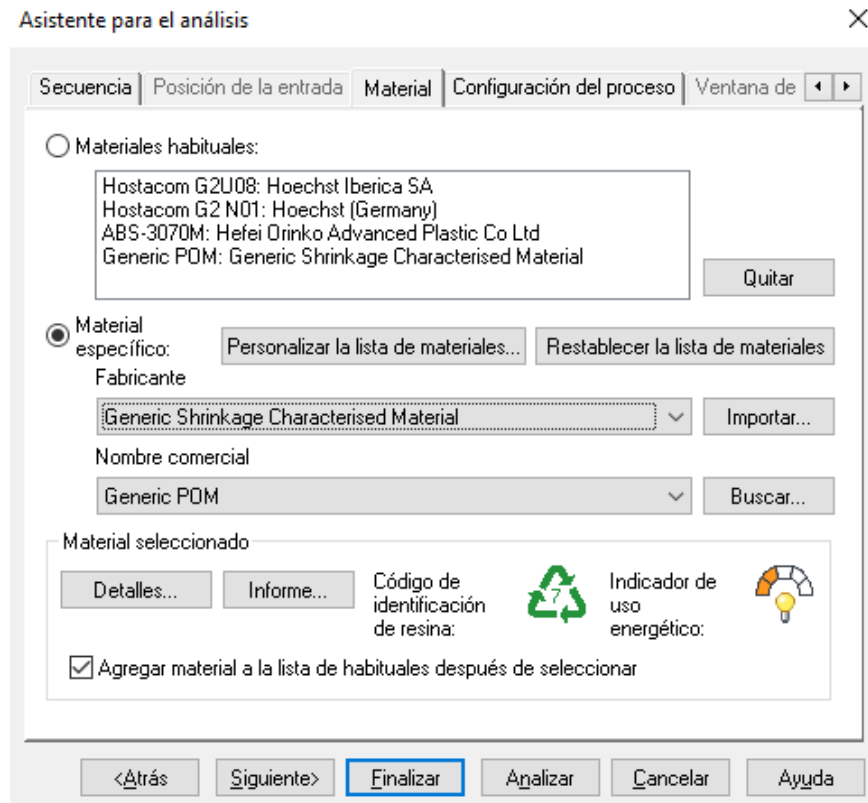 Asistente para el análisis
Secuencia
Posición de la entrada
Material
Configuración del proceso
Ventana de
Materiales habituales:
Hostacom G2U08: Hoechst Iberica SA
Hostacom G2 N01: Hoechst (Germany)
ABS-3070M: Hefei Orinko Advanced Plastic Co Ltd
Generic POM: Generic Shrinkage Characterised Material
Quitar
Material
específico:
Personalizar la lista de materiales...
Restablecer la lista de materiales
Fabricante
Generic Shrinkage Characterised Material
Importar...
Nombre comercial
Generic POM
Buscar...
Material seleccionado
Detalles...
Informe...
Código de
identificación
de resina:
7
Indicador de
uso
energético:
Agregar material a la lista de habituales después de seleccionar
<Atrás
Siguiente>
Finalizar
Analizar
Cancelar
Ayuda